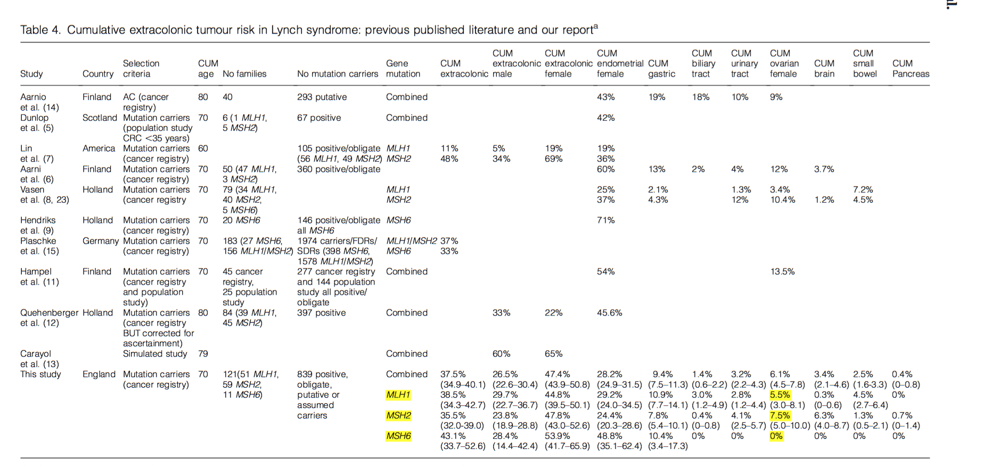 al.
Table 4. Cumulative extracolonic tumour risk in Lynch syndrome: previous published literature and our reportª
CUM CUM CUM CUM CUM CUM CUM
Selection CUM Gene CUM extracolonic extracolonic endometrial CUM biliary urinary ovarian CUM small CUM
Study Country criteria age No families No mutation carriers mutation extracolonic male female female gastric tract tract female brain bowel Pancreas
Aarnio Finland AC (cancer 80 40 293 putative Combined 43% 19% 18% 10% 9%
et al. (14) registry)
Dunlop Scotland Mutation carriers 70 6 (1 MLH1, 67 positive Combined 42%
et al. (5) (population study 5 MSH2)
CRC <35 years)
Lin America Mutation carriers 60 105 positive/obligate MLH1 11% 5% 19% 19%
et al. (7) (cancer registry) (56 MLH1, 49 MSH2) MSH2 48% 34% 69% 36%
Aarni Finland Mutation carriers 70 50 (47 MLH1, 360 positive/obligate 60% 13% 2% 4% 12% 3.7%
et al. (6) (cancer registry) 3 MSH2)
Vasen Holland Mutation carriers 70 79 (34 MLH1, MLH1 25% 2.1% 1.3% 3.4% 7.2%
et al. (8, 23) (cancer registry 40 MSH2, MSH2 37% 4.3% 12% 10.4% 1.2% 4.5%
5 MSH6)
Hendriks Holland Mutation carriers 70 20 MSH6 146 positive/obligate MSH6 71%
et al. (9) (cancer registry) all MSH6
Plaschke Germany Mutation carriers 70 183 (27 MSH6, 1974 carriers/FDRs/ MLH1/MSH2 37%
et al. (15) (cancer registry) 156 MLH1/MSH2) SDRs (398 MSH6, MSH6 33%
1578 MLH1/MSH2)
Hampel Finland Mutation carriers 70 45 cancer 277 cancer registry Combined 54% 13.5%
et al. (11) (cancer registry registry, and 144 population
and population 25 population study all positive/
study) study obligate
Quehenberger Holland Mutation carriers 80 84 (39 MLH1, 397 positive Combined 33% 22% 45.6%
et al. (12) (cancer registry 45 MSH2)
BUT corrected for
ascertainment)
Carayol Simulated study 79 Combined 60% 65%
et al. (13)
This study England Mutation carriers 70 121(51 MLH1, 839 positive, Combined 37.5% 26.5% 47.4% 28.2% 9.4% 1.4% 3.2% 6.1% 3.4% 2.5% 0.4%
(cancer registry) 59 MSH2, obligate, (34.9–40.1) (22.6–30.4) (43.9–50.8) (24.9–31.5) (7.5–11.3) (0.6–2.2) (2.2–4.3) (4.5–7.8) (2.1–4.6) (1.6-3.3) (0–0.8)
11 MSH6) putative or MLH1 38.5% 29.7% 44.8% 29.2% 10.9% 3.0% 2.8% 5.5% 0.3% 4.5% 0%
assumed (34.3–42.7) (22.7–36.7) (39.5–50.1) (24.0–34.5) (7.7–14.1) (1.2–4.9) (1.2–4.4) (3.0–8.1) (0–0.6) (2.7–6.4)
carriers MSH2 35.5% 23.8% 47.8% 24.4% 7.8% 0.4% 4.1% 7.5% 6.3% 1.3% 0.7%
(32.0-39.0) (18.9–28.8) (43.0–52.6) (20.3–28.6) (5.4–10.1) (0–0.8) (2.5–5.7) (5.0–10.0) (4.0–8.7) (0.5–2.1) (0–1.4)
MSH6 43.1% 28.4% 53.9% 48.8% 10.4% 0% 0% 0% 0% 0% 0%
(33.7–52.6) (14.4–42.4) (41.7–65.9) (35.1–62.4) (3.4–17.3)